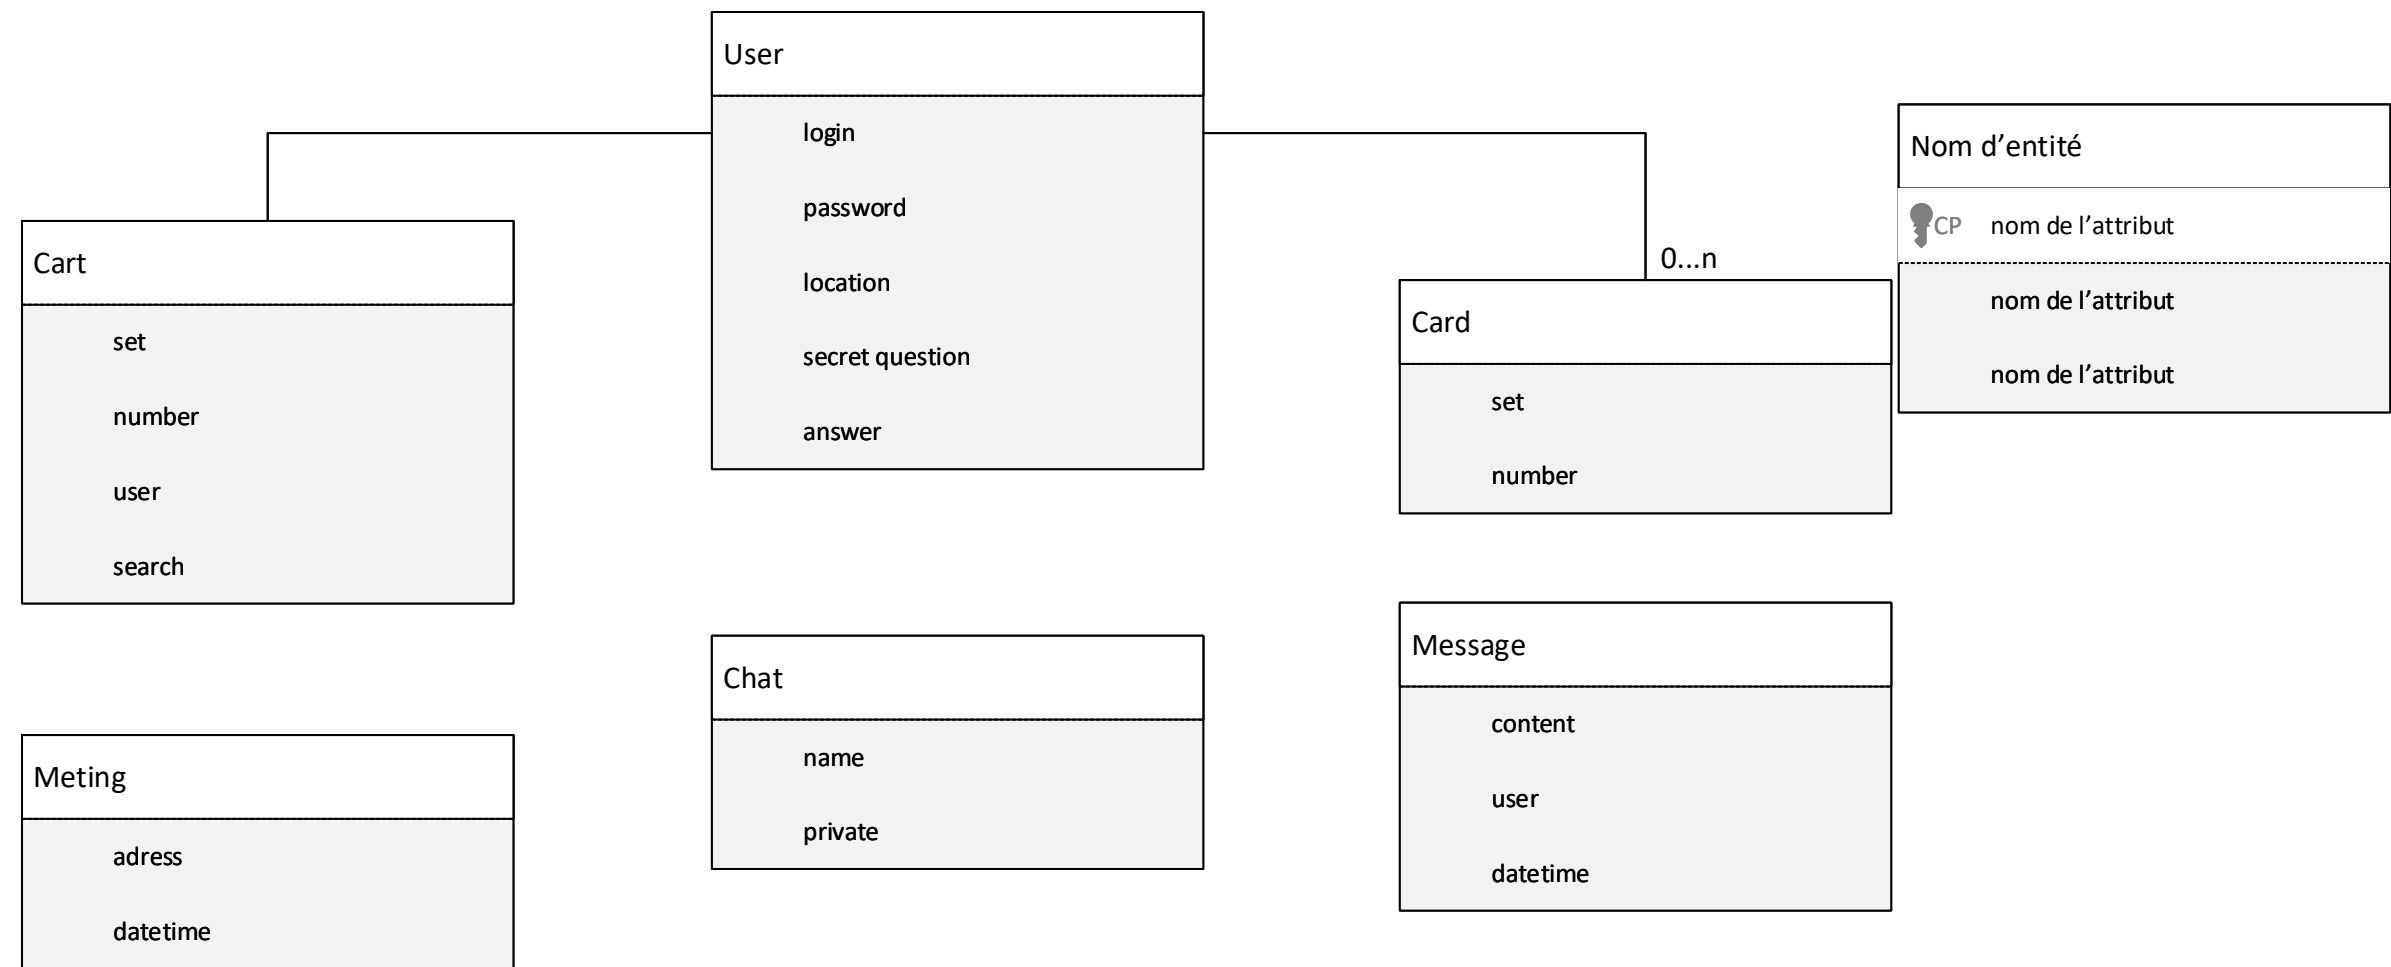 User
login
password
location
secret question
answer
Cart
set
number
user
search
0...n
Card
set
number
Nom d’entité
CP nom de l’attribut
nom de l’attribut
nom de l’attribut
Chat
name
private
Message
content
user
datetime
Meting
adress
datetime